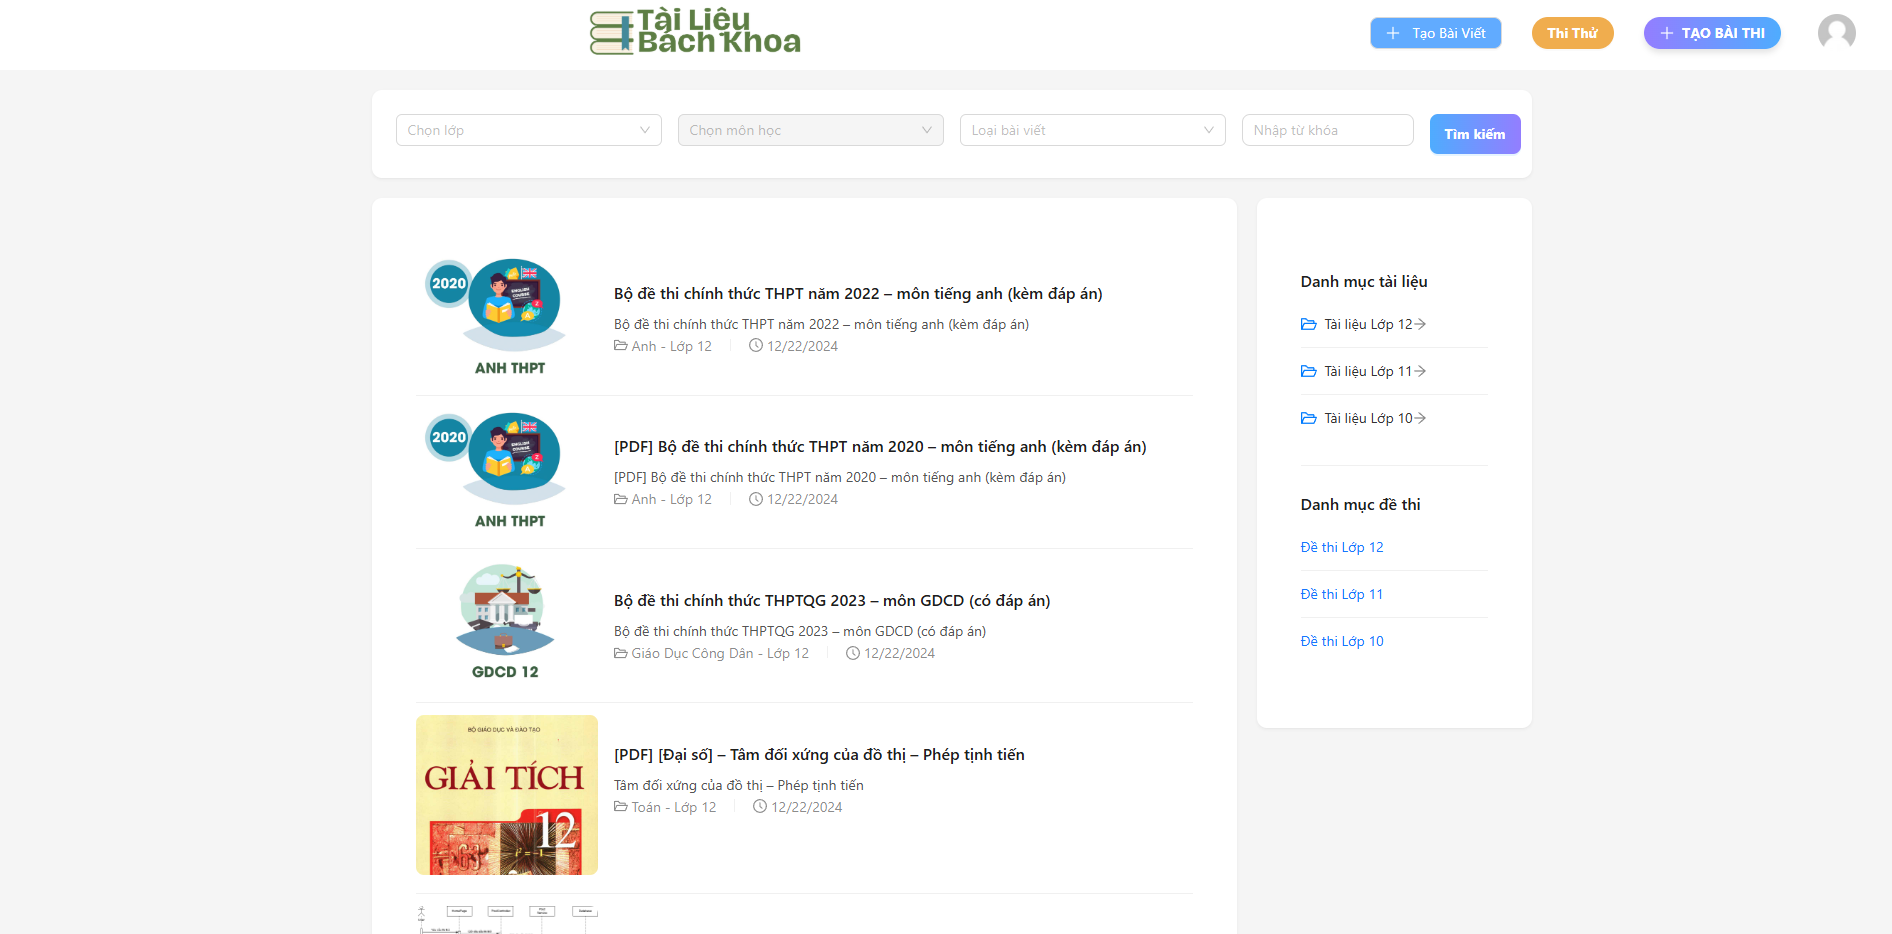 Tài Liệu
Bách Khoa
Tạo Bài Viết
Thi Thử
TẠO BÀI THI
Chọn lớp
Chọn môn học
Loại bài viết
Nhập từ khóa
Tìm kiếm
2020
ENGLISH
COURSE
ANH THPT
Bộ đề thi chính thức THPT năm 2022 – môn tiếng anh (kèm đáp án)
Bộ đề thi chính thức THPT năm 2022 – môn tiếng anh (kèm đáp án)
Anh - Lớp 12
12/22/2024
2020
ENGLISH
COURSE
ANH THPT
[PDF] Bộ đề thi chính thức THPT năm 2020 – môn tiếng anh (kèm đáp án)
[PDF] Bộ đề thi chính thức THPT năm 2020 – môn tiếng anh (kèm đáp án)
Anh - Lớp 12
12/22/2024
GDCD 12
Bộ đề thi chính thức THPTQG 2023 – môn GDCD (có đáp án)
Bộ đề thi chính thức THPTQG 2023 – môn GDCD (có đáp án)
Giáo Dục Công Dân - Lớp 12
12/22/2024
BỘ GIÁO DỤC VÀ ĐÀO TẠO
GIẢI TÍCH
12
i² = -1
[PDF] [Đại số] – Tâm đối xứng của đồ thị – Phép tịnh tiến
Tâm đối xứng của đồ thị – Phép tịnh tiến
Toán - Lớp 12
12/22/2024
Danh mục tài liệu
Tài liệu Lớp 12
Tài liệu Lớp 11
Tài liệu Lớp 10
Danh mục đề thi
Đề thi Lớp 12
Đề thi Lớp 11
Đề thi Lớp 10